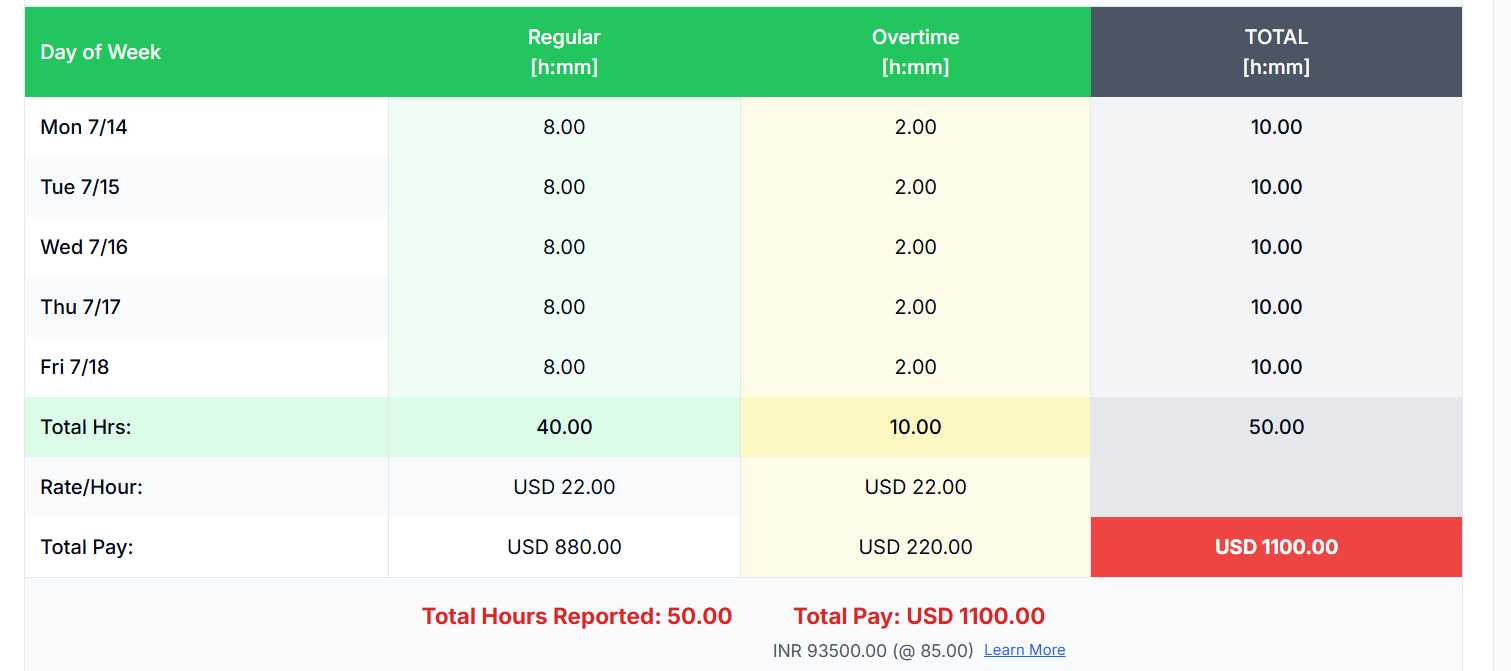 Day of Week Regular [h:mm] Overtime [h:mm] TOTAL [h:mm]
Mon 7/14 8.00 2.00 10.00
Tue 7/15 8.00 2.00 10.00
Wed 7/16 8.00 2.00 10.00
Thu 7/17 8.00 2.00 10.00
Fri 7/18 8.00 2.00 10.00
Total Hrs: 40.00 10.00 50.00
Rate/Hour: USD 22.00 USD 22.00
Total Pay: USD 880.00 USD 220.00 USD 1100.00
Total Hours Reported: 50.00 Total Pay: USD 1100.00
INR 93500.00 (@ 85.00) Learn More